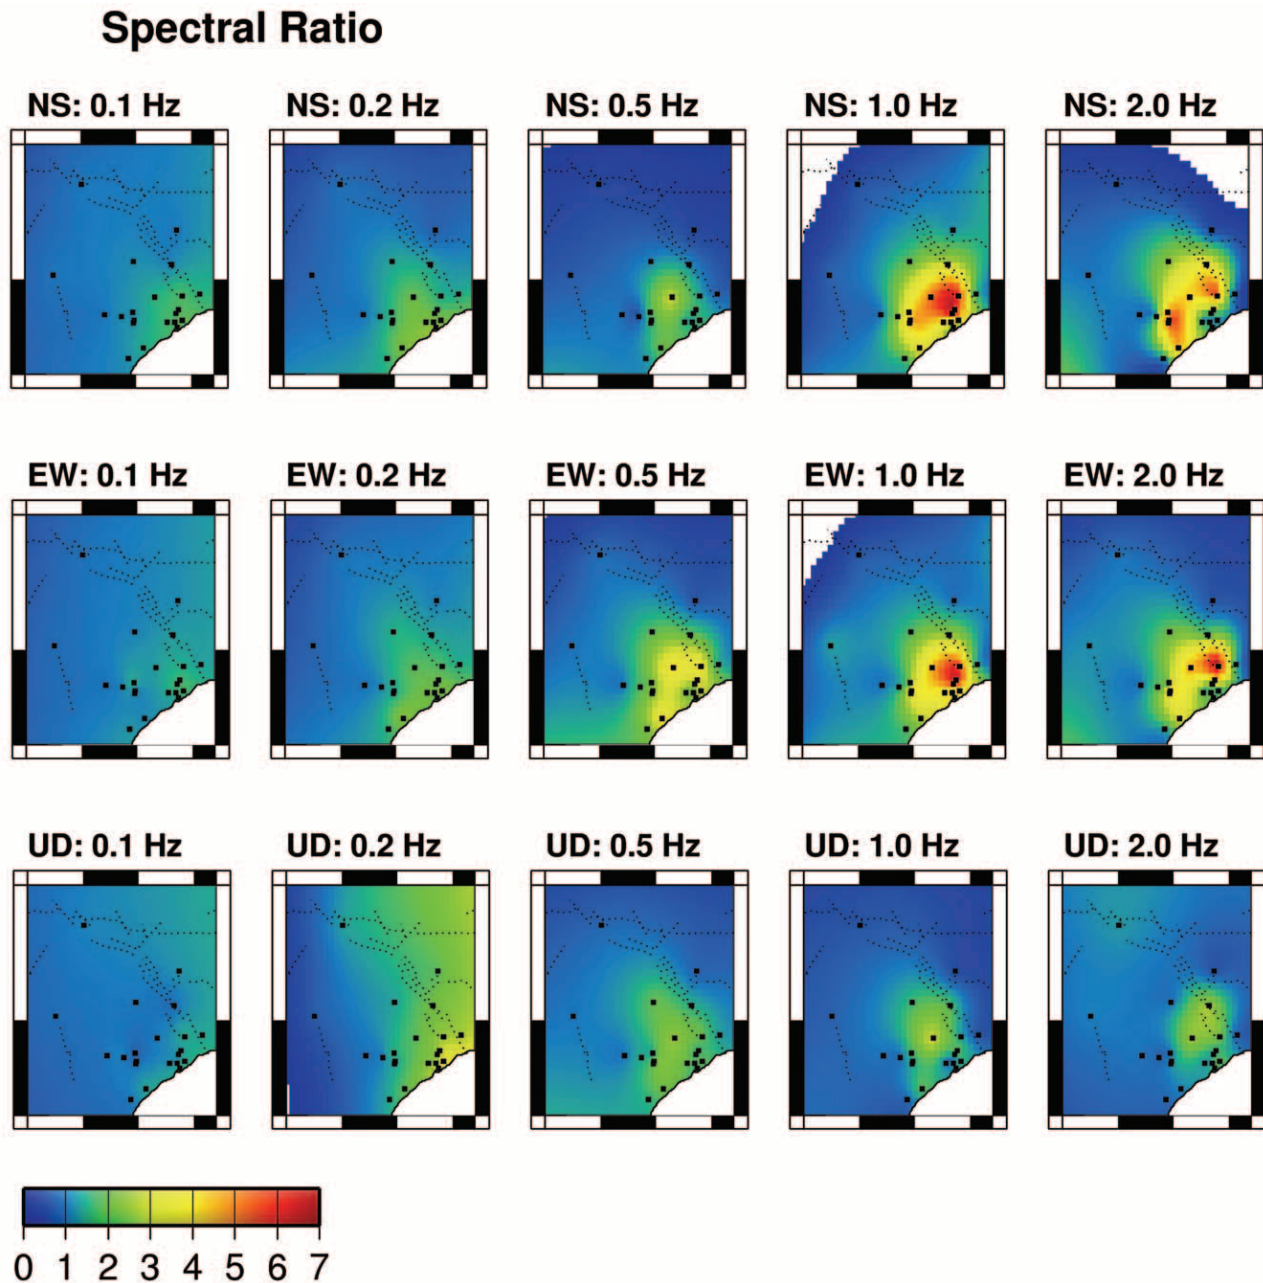 Spectral Ratio
NS: 0.1 Hz NS: 0.2 Hz NS: 0.5 Hz NS: 1.0 Hz NS: 2.0 Hz
EW: 0.1 Hz EW: 0.2 Hz EW: 0.5 Hz EW: 1.0 Hz EW: 2.0 Hz
UD: 0.1 Hz UD: 0.2 Hz UD: 0.5 Hz UD: 1.0 Hz UD: 2.0 Hz
0 1 2 3 4 5 6 7